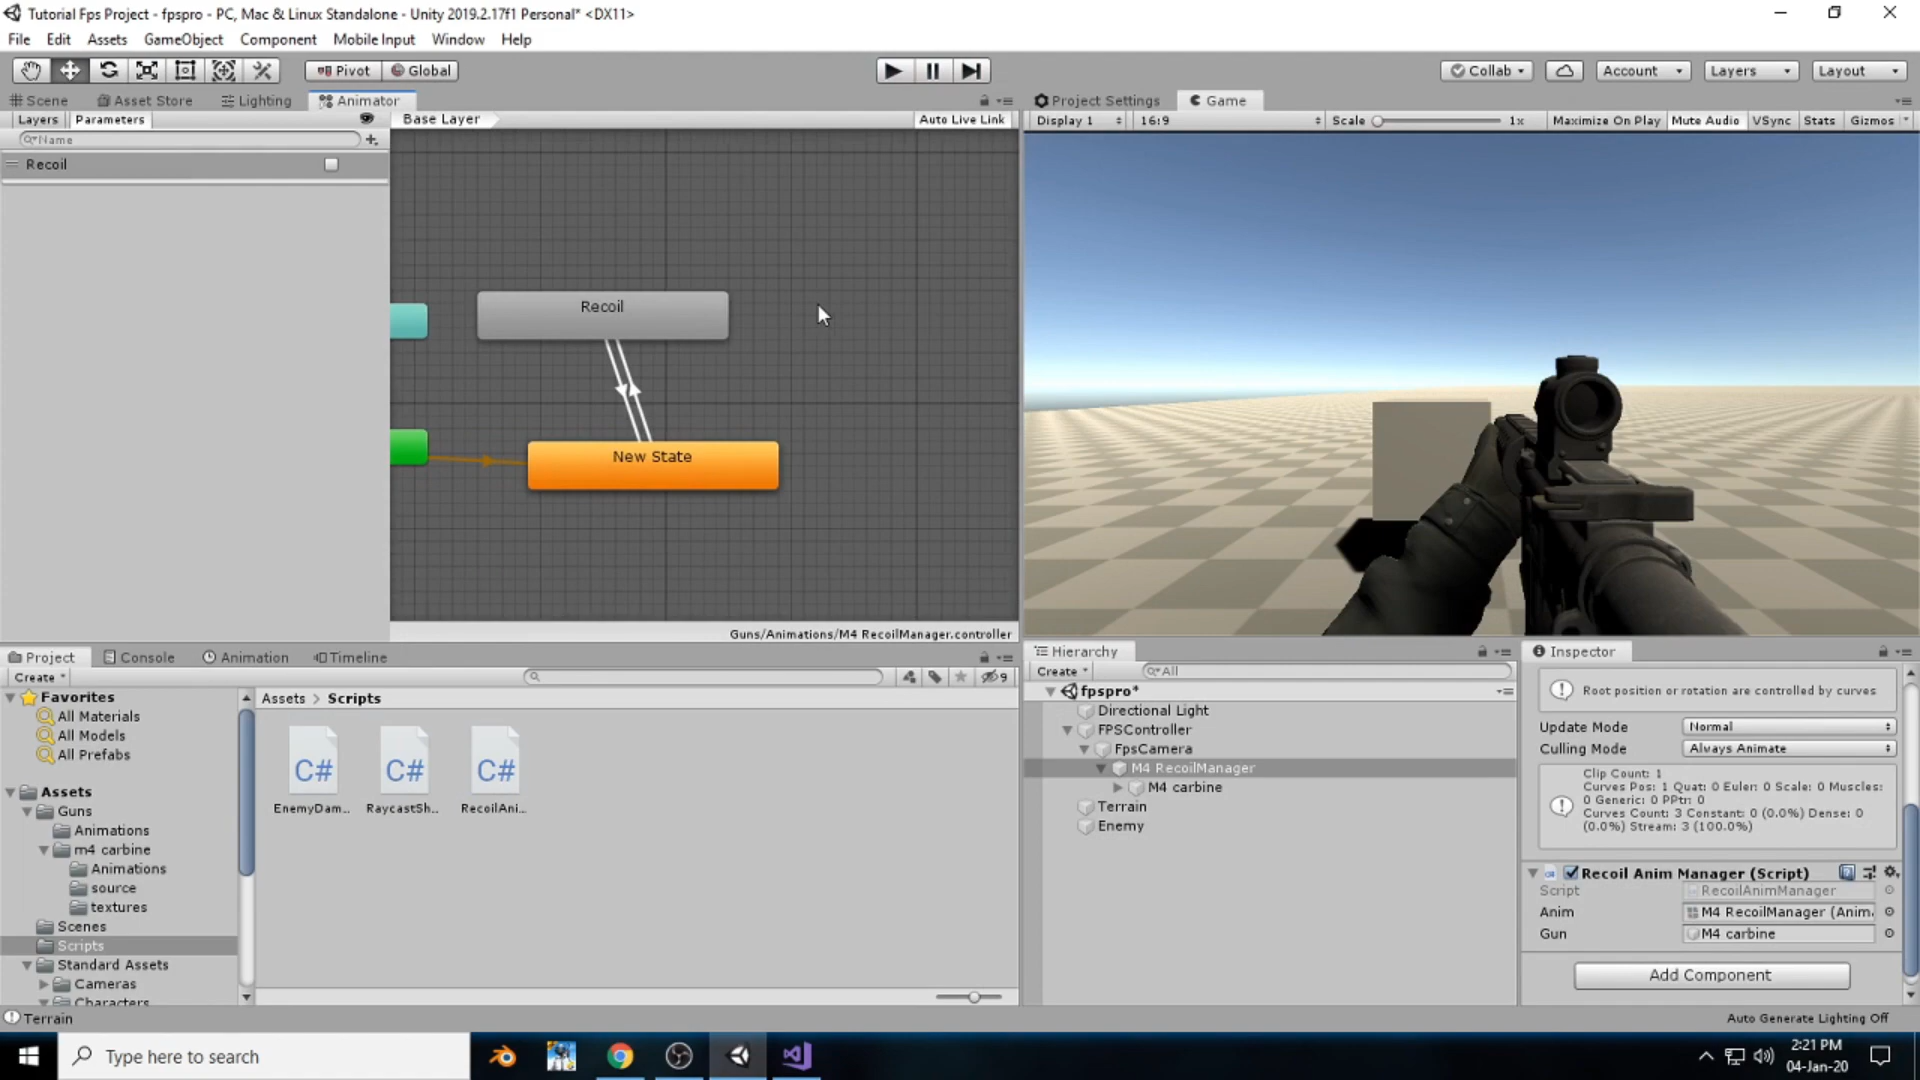 Tutorial Fps Project - fpspro - PC, Mac & Linux Standalone - Unity 2019.2.17f1 Personal* <DX11>
File Edit Assets GameObject Component Mobile Input Window Help
Pivot Global Collab Account Layers Layout
Scene Asset Store Lighting Animator Project Settings Game
Layers Parameters Base Layer Auto Live Link Display 1 16:9 Scale 1x Maximize On Play Mute Audio VSync Stats Gizmos
Name
Recoil
Recoil
New State
Guns/Animations/M4 RecoilManager.controller
Project Console Animation Timeline
Create 9
Favorites
All Materials
All Models
All Prefabs
Assets
Guns
Animations
m4 carbine
Animations
source
textures
Scenes
Scripts
Standard Assets
Cameras
Characters
Assets > Scripts
C# C# C#
EnemyDam... RaycastSh... RecoilAni...
Hierarchy
Create All
fpspro*
Directional Light
FPSController
FpsCamera
M4 RecoilManager
M4 carbine
Terrain
Enemy
Inspector
Root position or rotation are controlled by curves
Update Mode Normal
Culling Mode Always Animate
Clip Count: 1
Curves Pos: 1 Quat: 0 Euler: 0 Scale: 0 Muscles:
0 Generic: 0 PPtr: 0
Curves Count: 3 Constant: 0 (0.0%) Dense: 0
(0.0%) Stream: 3 (100.0%)
Recoil Anim Manager (Script)
Script RecoilAnimManager
Anim M4 RecoilManager (Anim
Gun M4 carbine
Add Component
Terrain
Auto Generate Lighting Off
Type here to search
2:21 PM
04-Jan-20